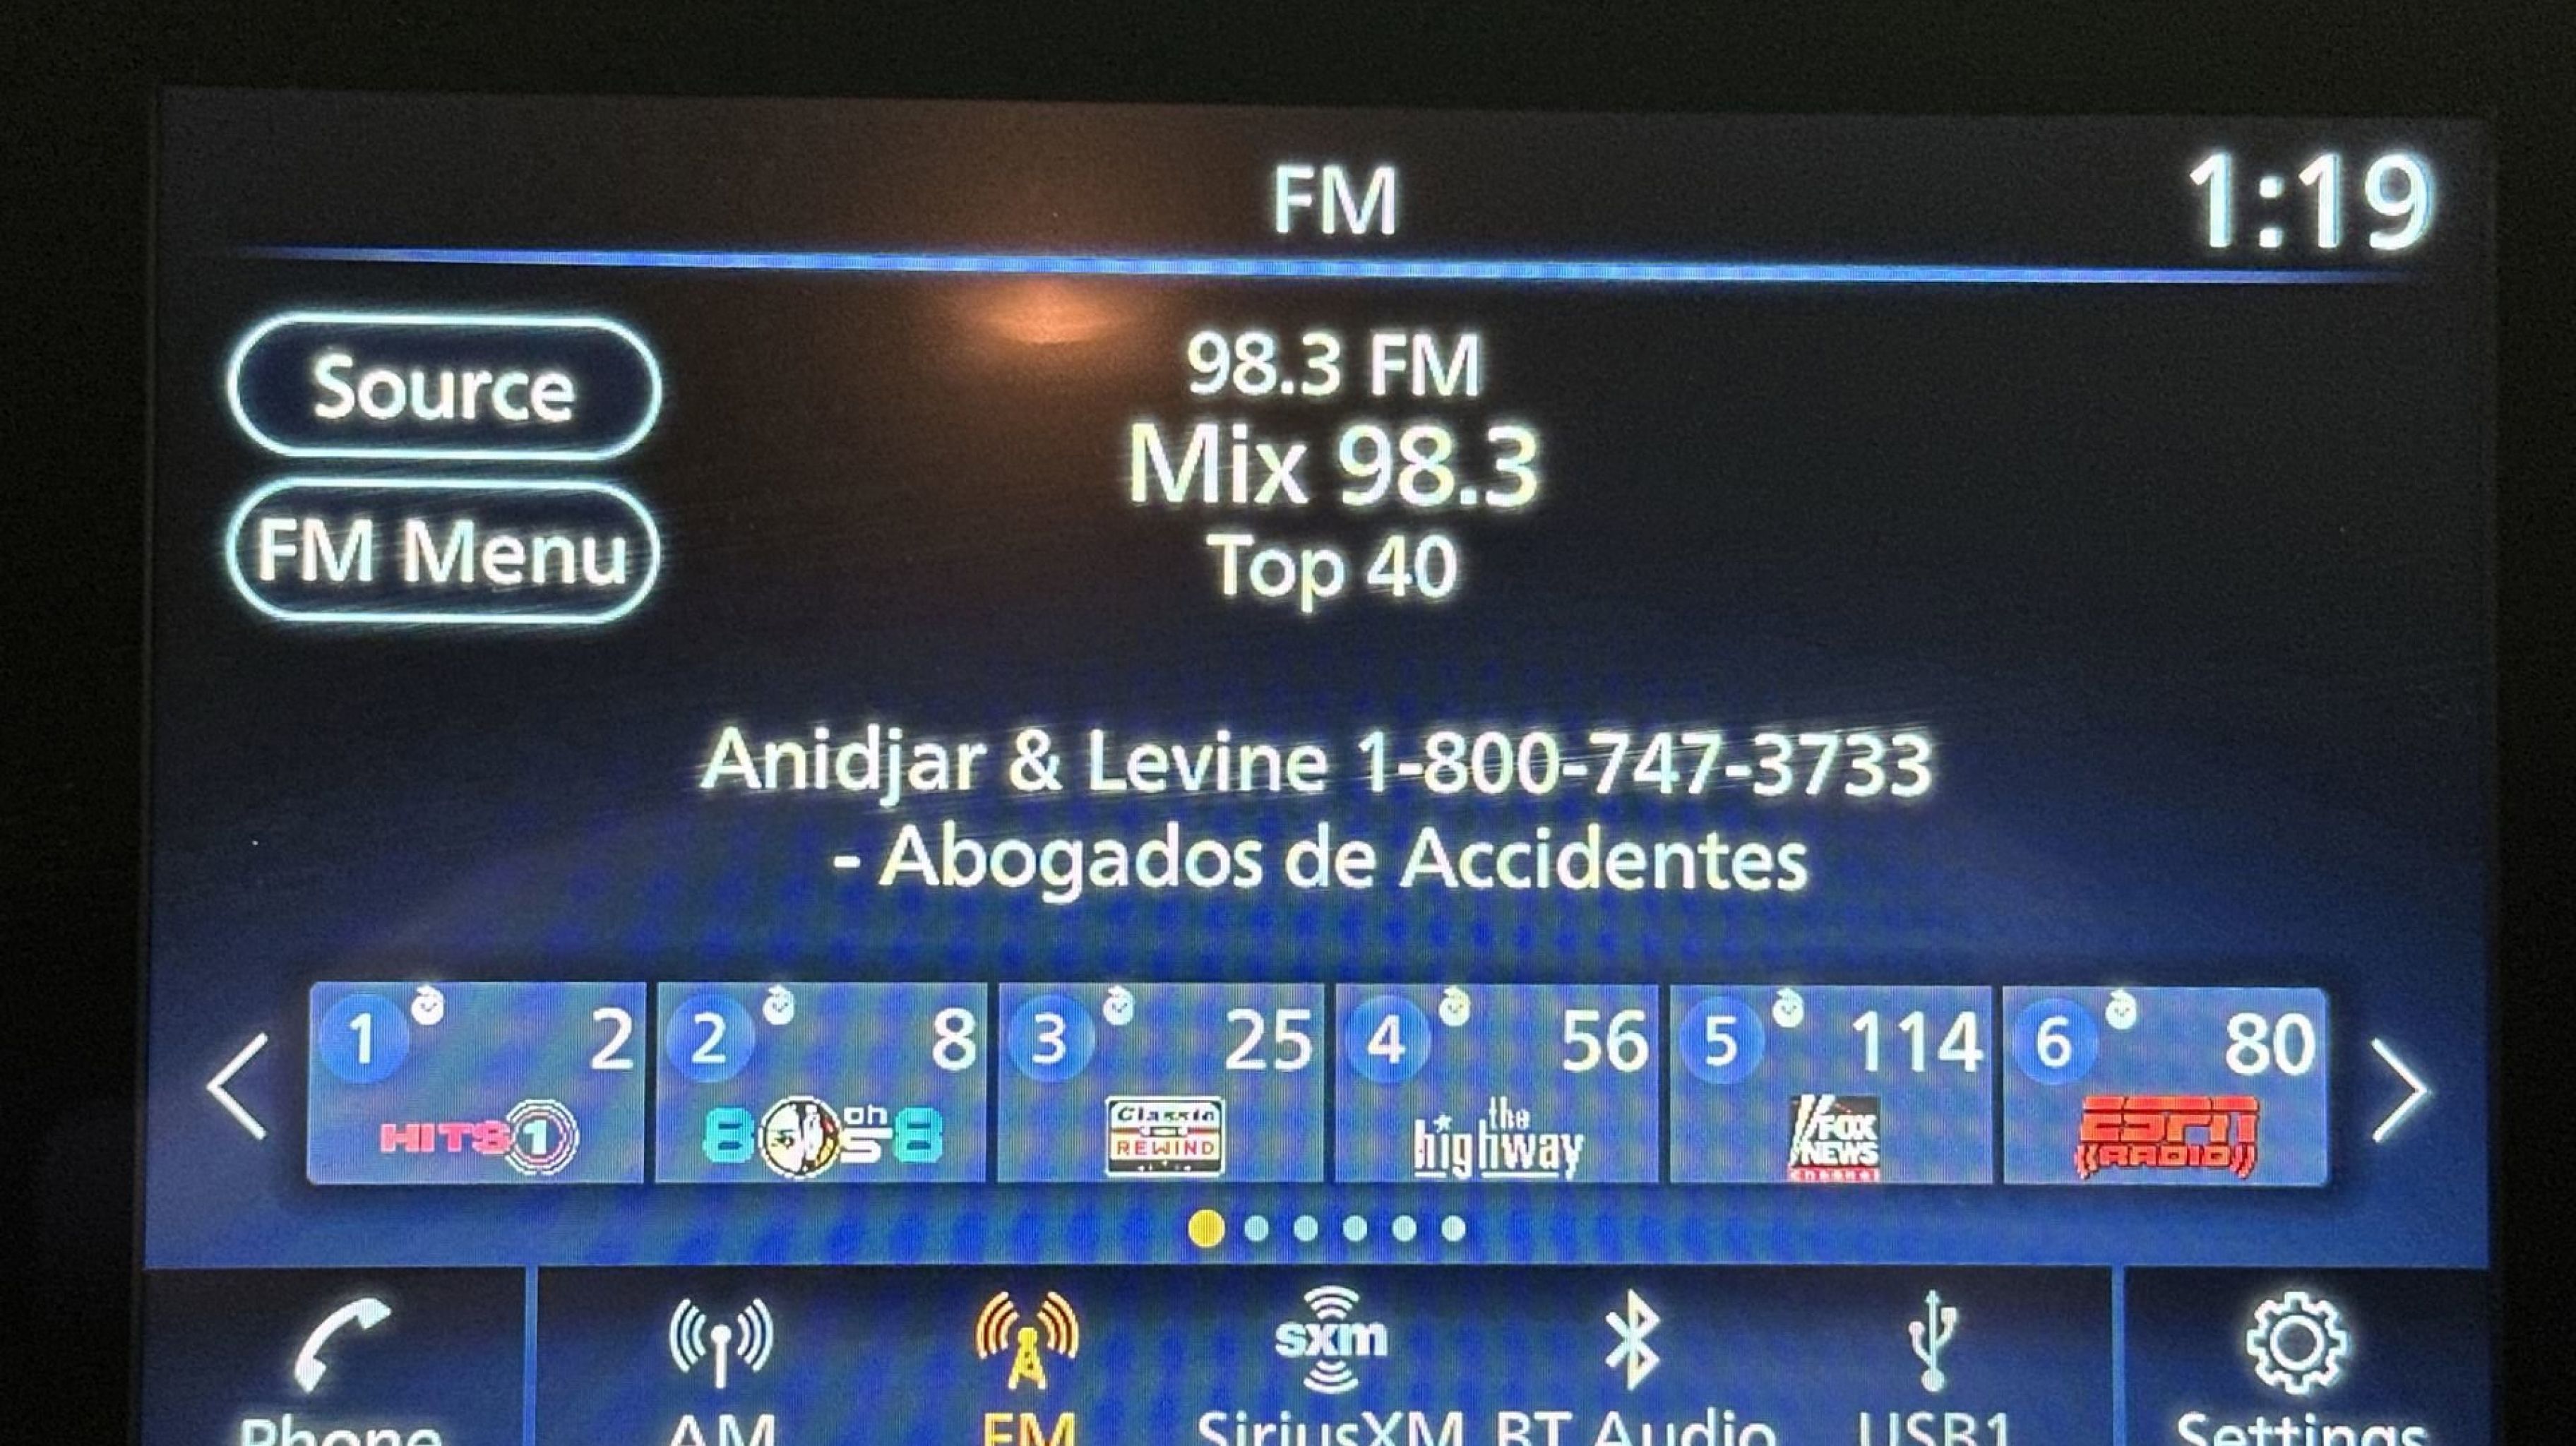 FM
1:19
Source
98.3 FM
Mix 98.3
FM Menu
Top 40
Anidjar & Levine 1-800-747-3733
- Abogados de Accidentes
1 2
HITS 1
2 8
80s on 8
3 25
Classic
REWIND
4 56
the
highway
5 114
FOX
NEWS
Channel
6 80
ESPN
RADIO
sxm
Phone
AM
FM
SiriusXM
BT Audio
USB1
Settings